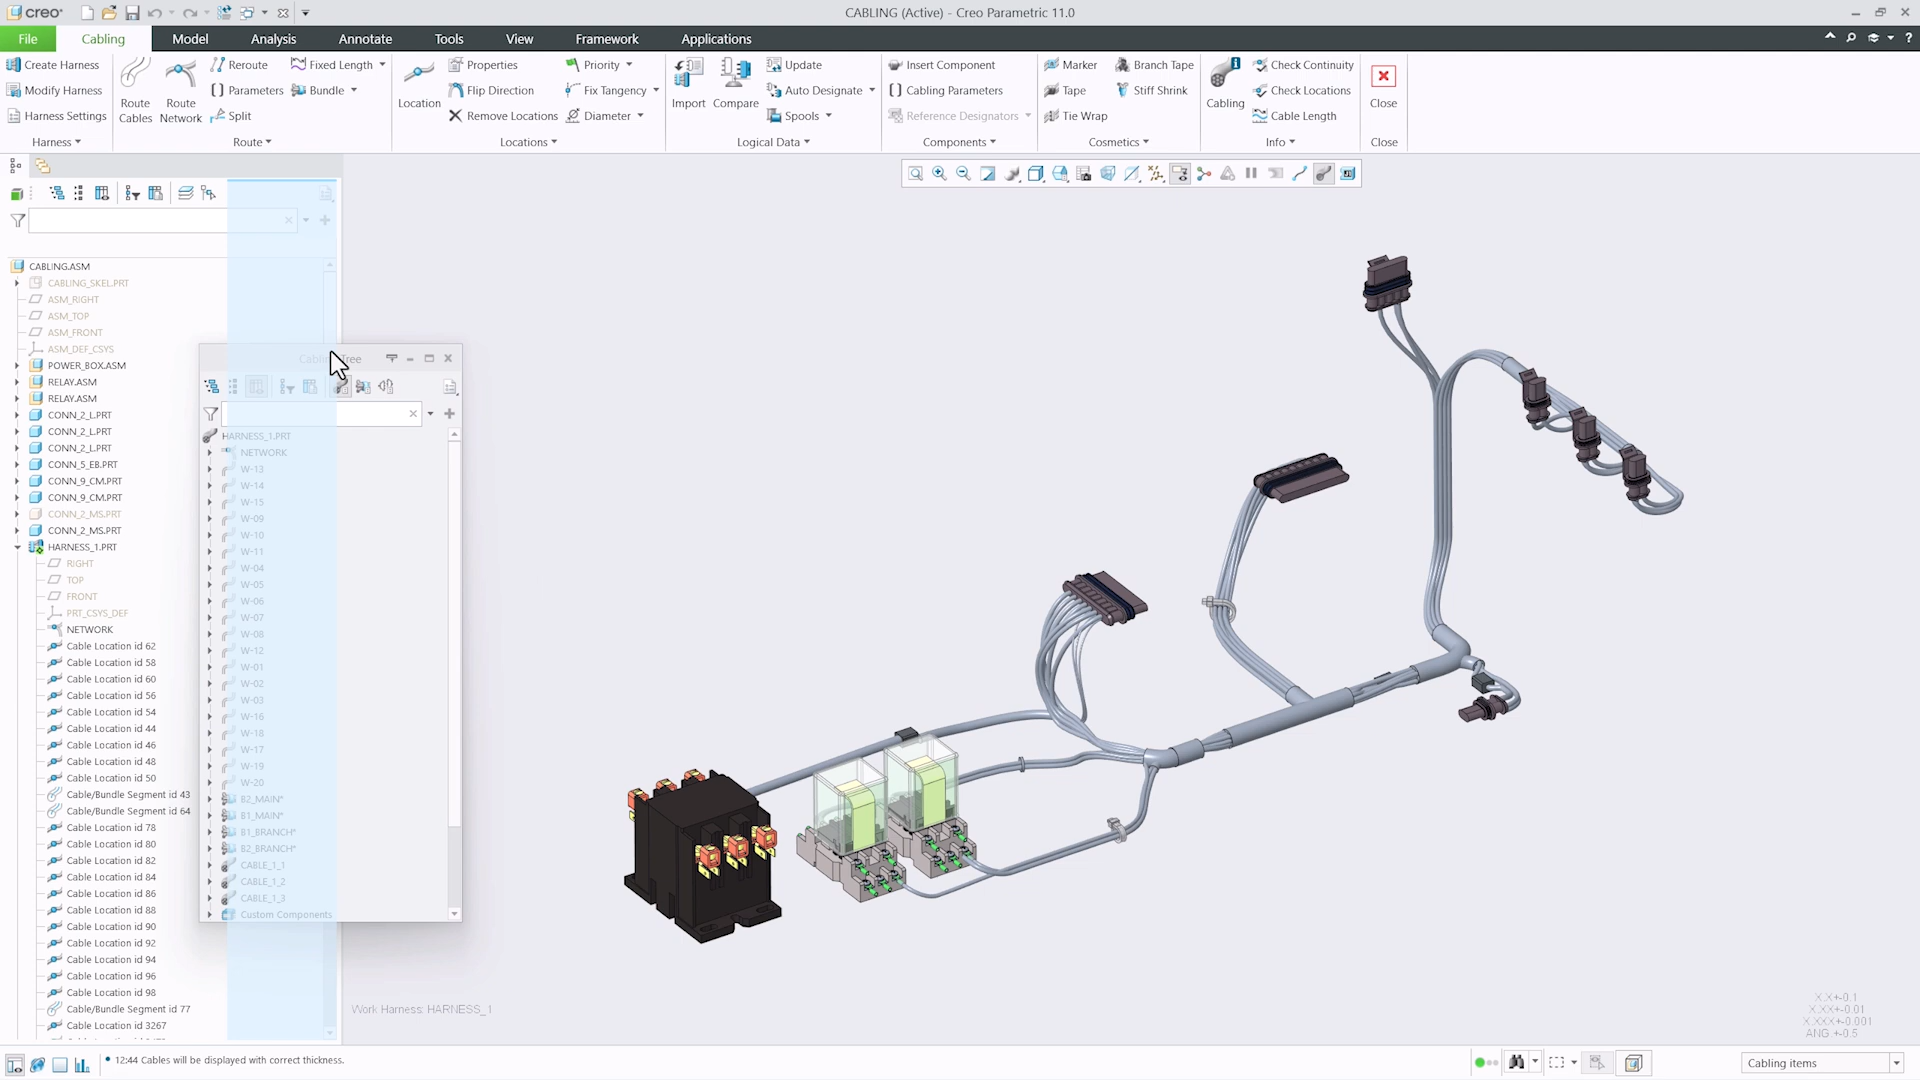 creo
CABLING (Active) - Creo Parametric 11.0
File
Cabling
Model
Analysis
Annotate
Tools
View
Framework
Applications
Create Harness
Modify Harness
Harness Settings
Harness
Route Cables
Route Network
Reroute
Parameters
Split
Fixed Length
Bundle
Route
Location
Properties
Flip Direction
Remove Locations
Priority
Fix Tangency
Diameter
Locations
Import
Compare
Update
Auto Designate
Spools
Logical Data
Insert Component
Cabling Parameters
Reference Designators
Components
Marker
Tape
Tie Wrap
Branch Tape
Stiff Shrink
Cosmetics
Cabling
Check Continuity
Check Locations
Cable Length
Info
Close
Close
CABLING.ASM
CABLING_SKEL.PRT
ASM_RIGHT
ASM_TOP
ASM_FRONT
ASM_DEF_CSYS
POWER_BOX.ASM
RELAY.ASM
RELAY.ASM
CONN_2_L.PRT
CONN_2_L.PRT
CONN_2_L.PRT
CONN_5_EB.PRT
CONN_9_CM.PRT
CONN_9_CM.PRT
CONN_2_MS.PRT
CONN_2_MS.PRT
HARNESS_1.PRT
RIGHT
TOP
FRONT
PRT_CSYS_DEF
NETWORK
Cable Location id 62
Cable Location id 58
Cable Location id 60
Cable Location id 56
Cable Location id 54
Cable Location id 44
Cable Location id 46
Cable Location id 48
Cable Location id 50
Cable/Bundle Segment id 43
Cable/Bundle Segment id 64
Cable Location id 78
Cable Location id 80
Cable Location id 82
Cable Location id 84
Cable Location id 86
Cable Location id 88
Cable Location id 90
Cable Location id 92
Cable Location id 94
Cable Location id 96
Cable Location id 98
Cable/Bundle Segment id 77
Cable Location id 3267
Tree
HARNESS_1.PRT
NETWORK
W-13
W-14
W-15
W-09
W-10
W-11
W-04
W-05
W-06
W-07
W-08
W-12
W-01
W-02
W-03
W-16
W-18
W-17
W-19
W-20
B2_MAIN*
B1_MAIN*
B1_BRANCH*
B2_BRANCH*
CABLE_1_1
CABLE_1_2
CABLE_1_3
Custom Components
Work Harness: HARNESS_1
X.X+-0.1
X.XX+-0.01
X.XXX+-0.001
ANG.+-0.5
• 12:44 Cables will be displayed with correct thickness.
Cabling items